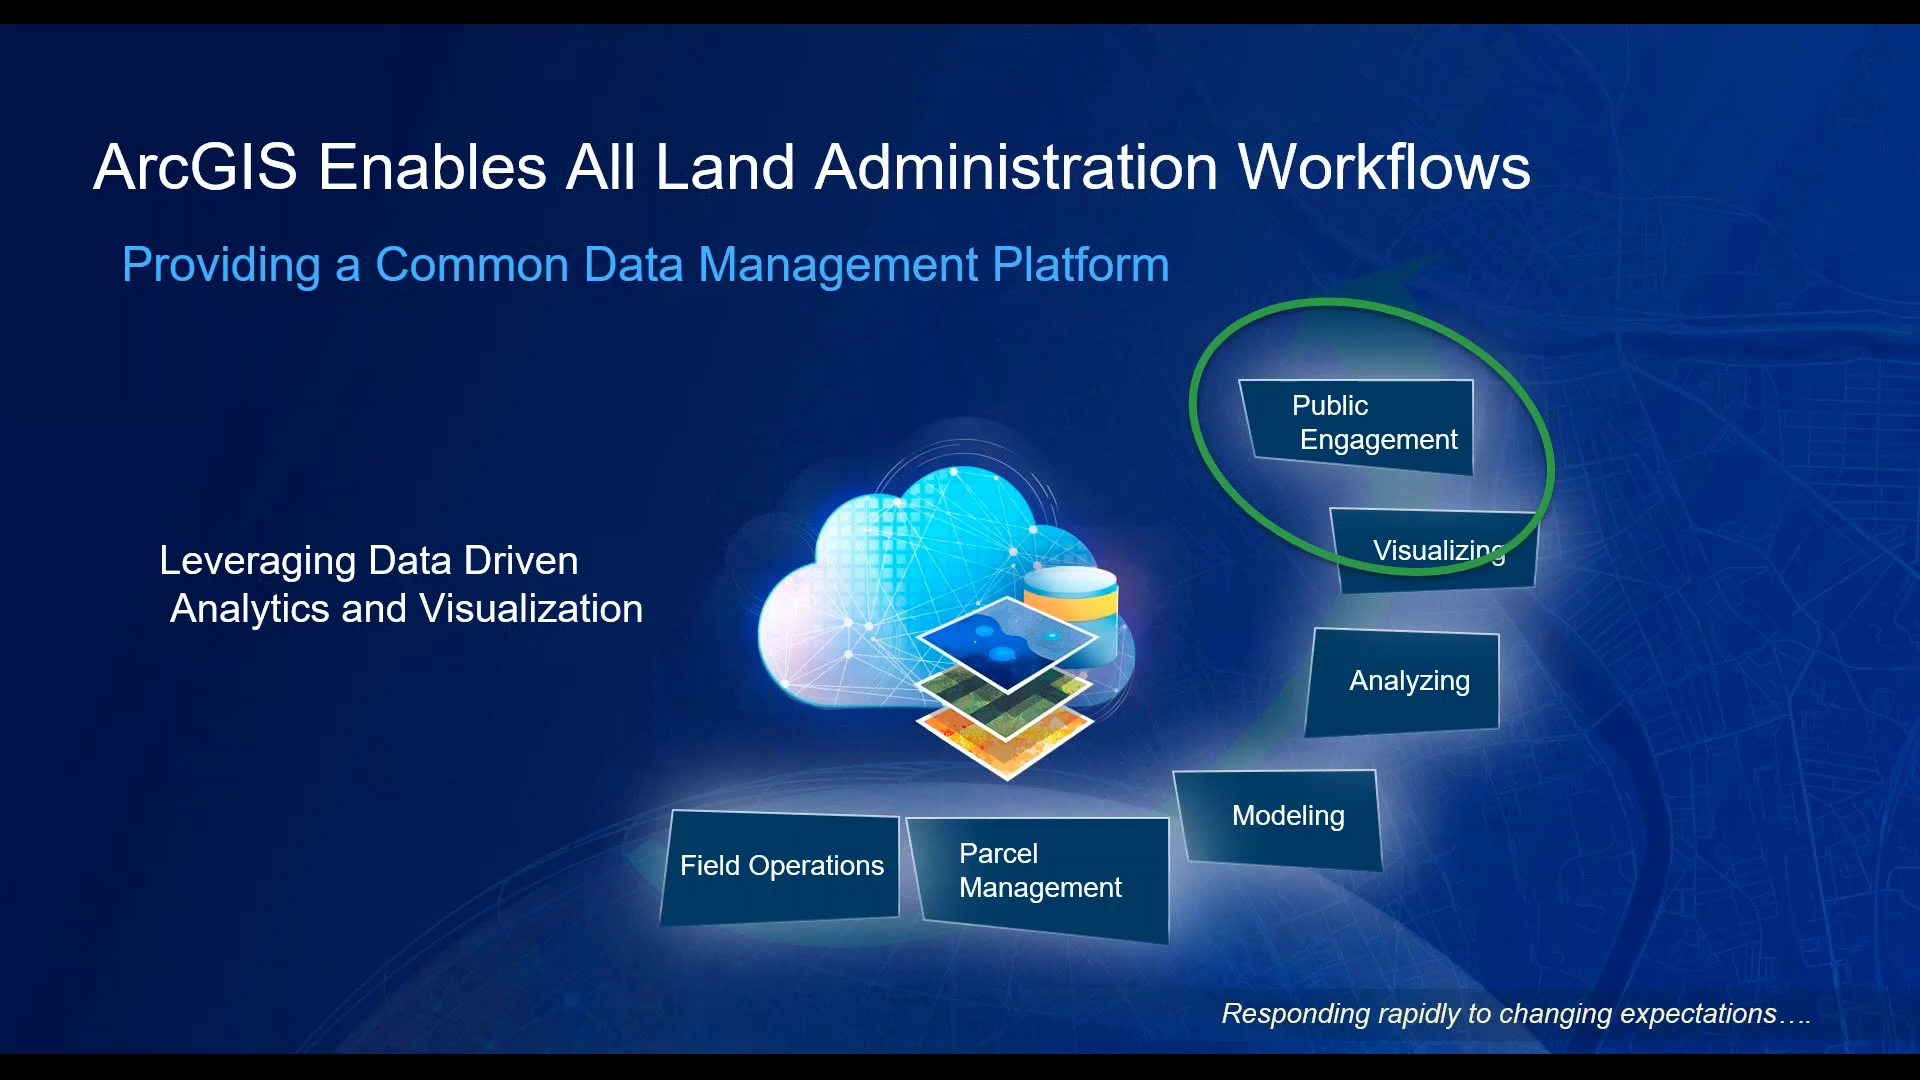 ArcGIS Enables All Land Administration Workflows
Providing a Common Data Management Platform
Leveraging Data Driven
Analytics and Visualization
Public
Engagement
Visualizing
Analyzing
Modeling
Parcel
Management
Field Operations
Responding rapidly to changing expectations….